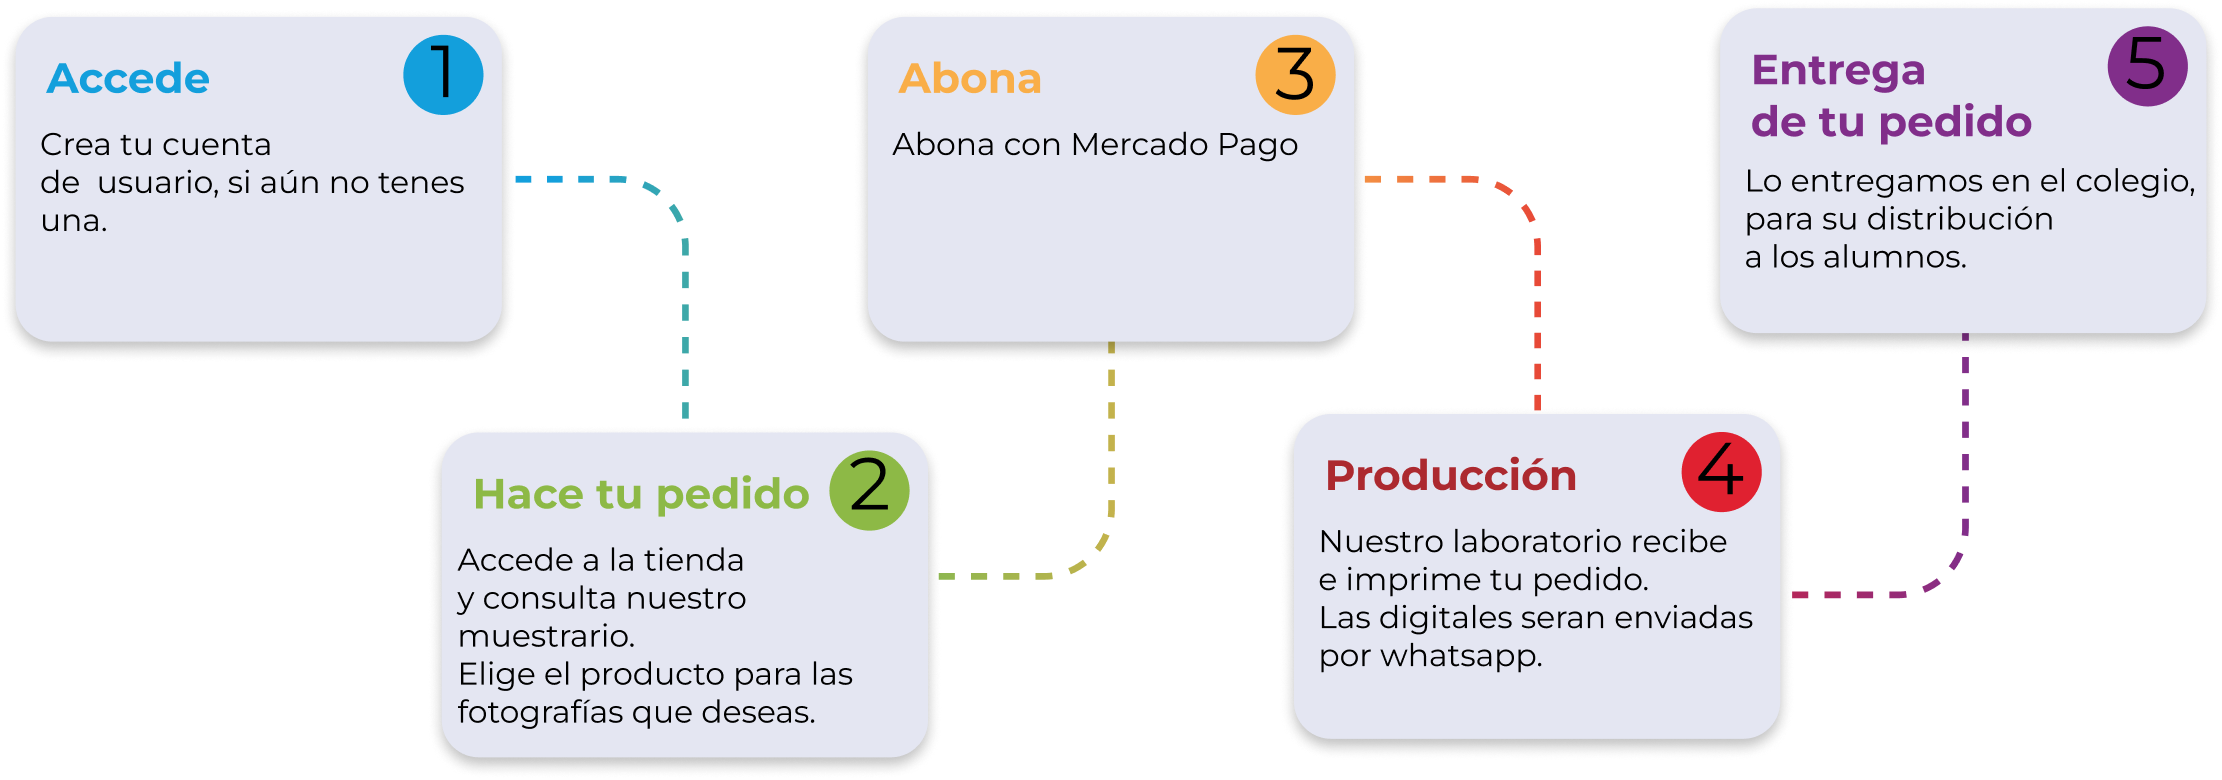 Accede
1
Crea tu cuenta
de  usuario, si aún no tenes
una.
Hace tu pedido
2
Accede a la tienda
y consulta nuestro
muestrario.
Elige el producto para las
fotografías que deseas.
Abona
3
Abona con Mercado Pago
Producción
4
Nuestro laboratorio recibe
e imprime tu pedido.
Las digitales seran enviadas
por whatsapp.
Entrega
de tu pedido
5
Lo entregamos en el colegio,
para su distribución
a los alumnos.